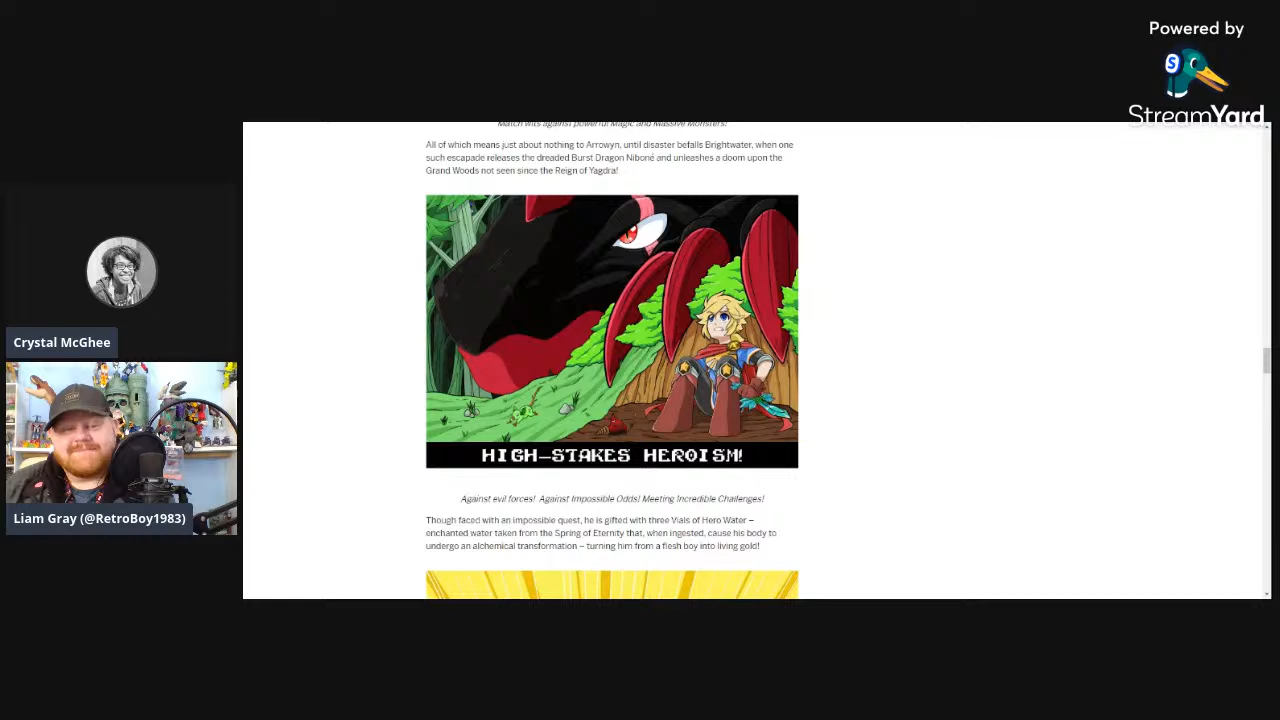 Powered by
S
StreamYard
Match wits against powerful Magic and Massive Monsters!
All of which means just about nothing to Arrowyn, until disaster befalls Brightwater, when one
such escapade releases the dreaded Burst Dragon Niboné and unleashes a doom upon the
Grand Woods not seen since the Reign of Yagdra!
HIGH-STAKES HEROISM!
Against evil forces! Against Impossible Odds! Meeting Incredible Challenges!
Though faced with an impossible quest, he is gifted with three Vials of Hero Water –
enchanted water taken from the Spring of Eternity that, when ingested, cause his body to
undergo an alchemical transformation – turning him from a flesh boy into living gold!
Crystal McGhee
Liam Gray (@RetroBoy1983)